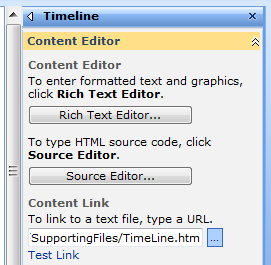 Timeline
Content Editor
Content Editor
To enter formatted text and graphics,
click Rich Text Editor.
Rich Text Editor...
To type HTML source code, click
Source Editor.
Source Editor...
Content Link
To link to a text file, type a URL.
SupportingFiles/TimeLine.htm ...
Test Link